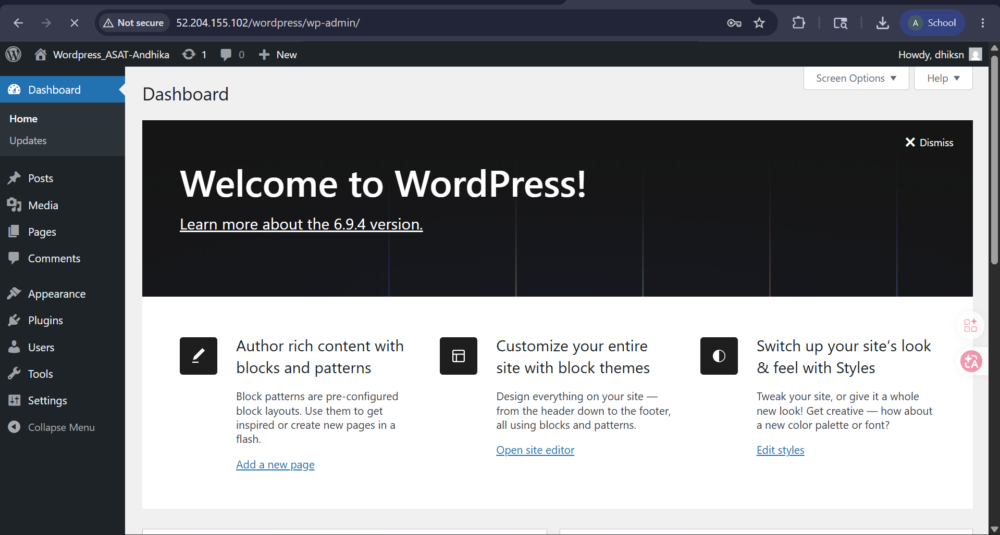 Not secure
52.204.155.102/wordpress/wp-admin/
A School
Wordpress_ASAT-Andhika
1
0
New
Howdy, dhiksn
Dashboard
Home
Updates
Posts
Media
Pages
Comments
Appearance
Plugins
Users
Tools
Settings
Collapse Menu
Screen Options
Help
Dashboard
Dismiss
Welcome to WordPress!
Learn more about the 6.9.4 version.
Author rich content with
blocks and patterns
Block patterns are pre-configured
block layouts. Use them to get
inspired or create new pages in a
flash.
Add a new page
Customize your entire
site with block themes
Design everything on your site —
from the header down to the footer,
all using blocks and patterns.
Open site editor
Switch up your site’s look
& feel with Styles
Tweak your site, or give it a whole
new look! Get creative — how about
a new color palette or font?
Edit styles